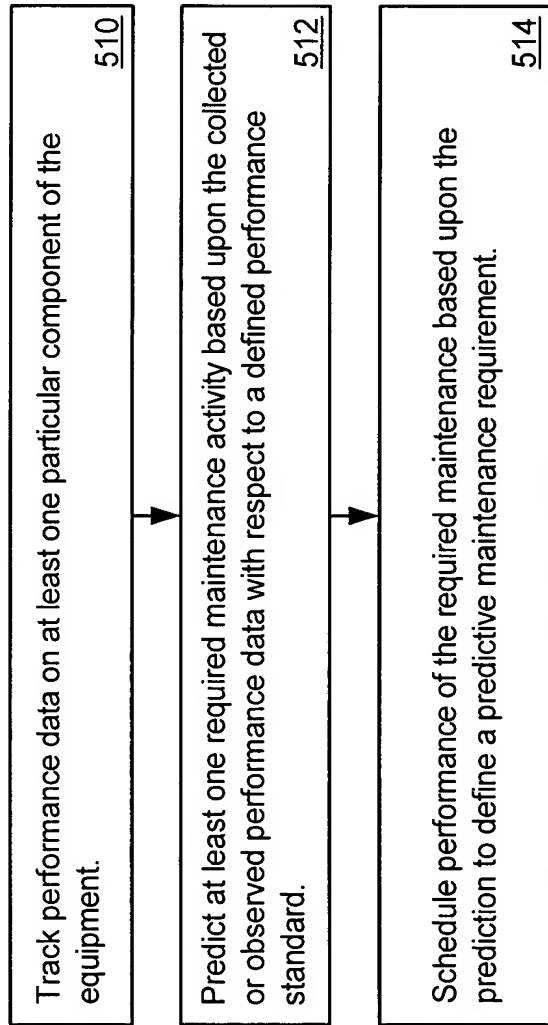 Track performance data on at least one particular component of the
equipment.
510
Predict at least one required maintenance activity based upon the collected
or observed performance data with respect to a defined performance
standard.
512
Schedule performance of the required maintenance based upon the
prediction to define a predictive maintenance requirement.
514